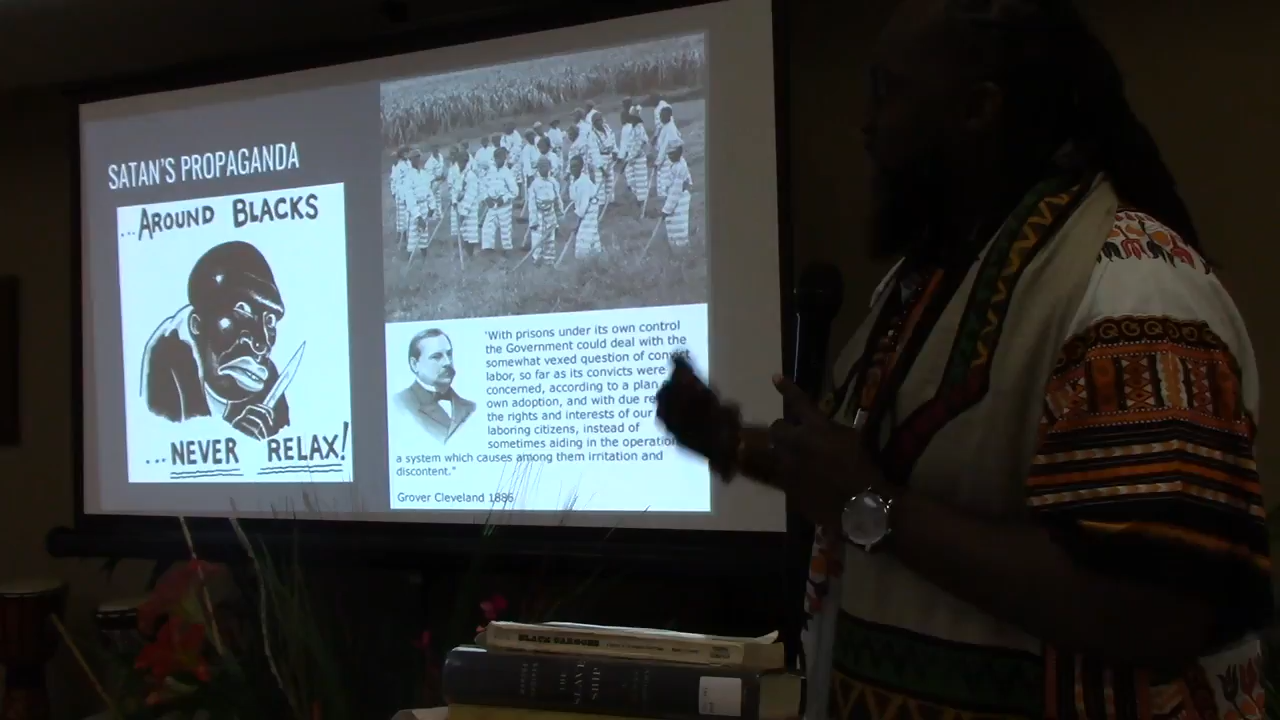 SATAN'S PROPAGANDA
...AROUND BLACKS
...NEVER RELAX!
"With prisons under its own control
the Government could deal with the
somewhat vexed question of convict
labor, so far as its convicts were
concerned, according to a plan
own adoption, and with due
the rights and interests of our
laboring citizens, instead of
sometimes aiding in the operation
a system which causes among them irritation and
discontent."
Grover Cleveland 1886
THE SLAVE SHIP